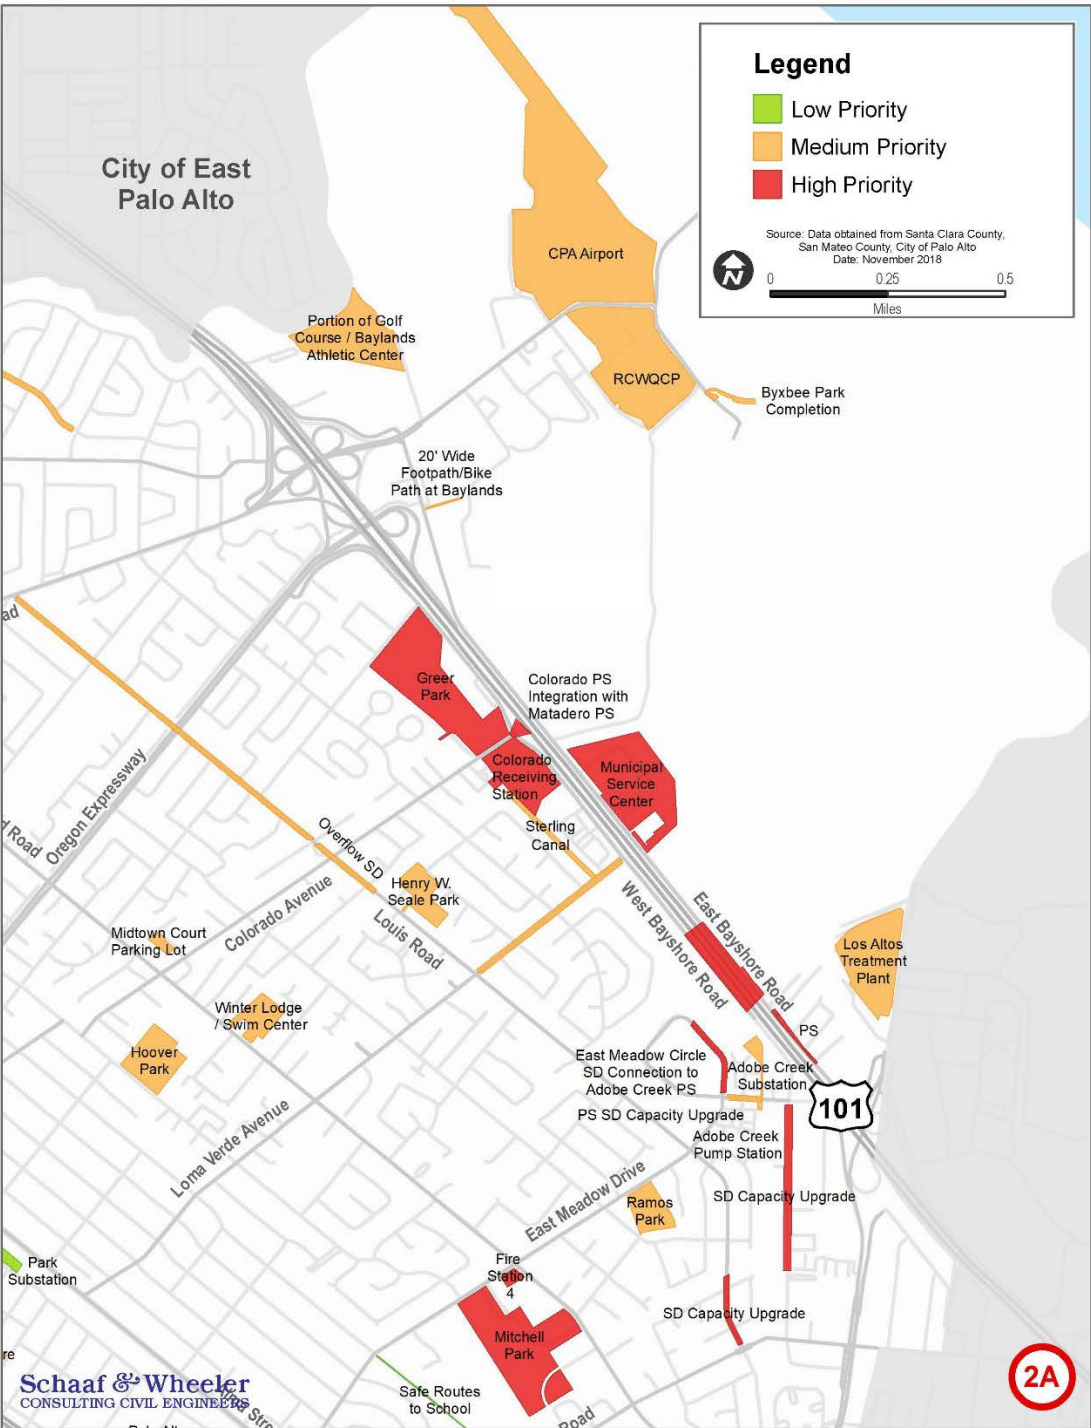 Legend
Low Priority
Medium Priority
High Priority
Source: Data obtained from Santa Clara County,
San Mateo County, City of Palo Alto
Date: November 2018
N
0 0.25 0.5
Miles
City of East
Palo Alto
CPA Airport
Portion of Golf
Course / Baylands
Athletic Center
RCWQCP
Byxbee Park
Completion
20' Wide
Footpath/Bike
Path at Baylands
ad
Greer
Park
Colorado PS
Integration with
Matadero PS
Colorado
Receiving
Station
Municipal
Service
Center
Sterling
Canal
Oregon Expressway
d Road
Overflow SD
Henry W.
Seale Park
Colorado Avenue
Louis Road
Midtown Court
Parking Lot
West Bayshore Road
East Bayshore Road
Los Altos
Treatment
Plant
Winter Lodge
/ Swim Center
Hoover
Park
PS
East Meadow Circle
SD Connection to
Adobe Creek PS
Adobe Creek
Substation
101
PS SD Capacity Upgrade
Adobe Creek
Pump Station
Loma Verde Avenue
East Meadow Drive
SD Capacity Upgrade
Ramos
Park
Park
Substation
Fire
Station
4
SD Capacity Upgrade
Mitchell
Park
re
Schaaf & Wheeler
CONSULTING CIVIL ENGINEERS
Safe Routes
to School
Road
2A